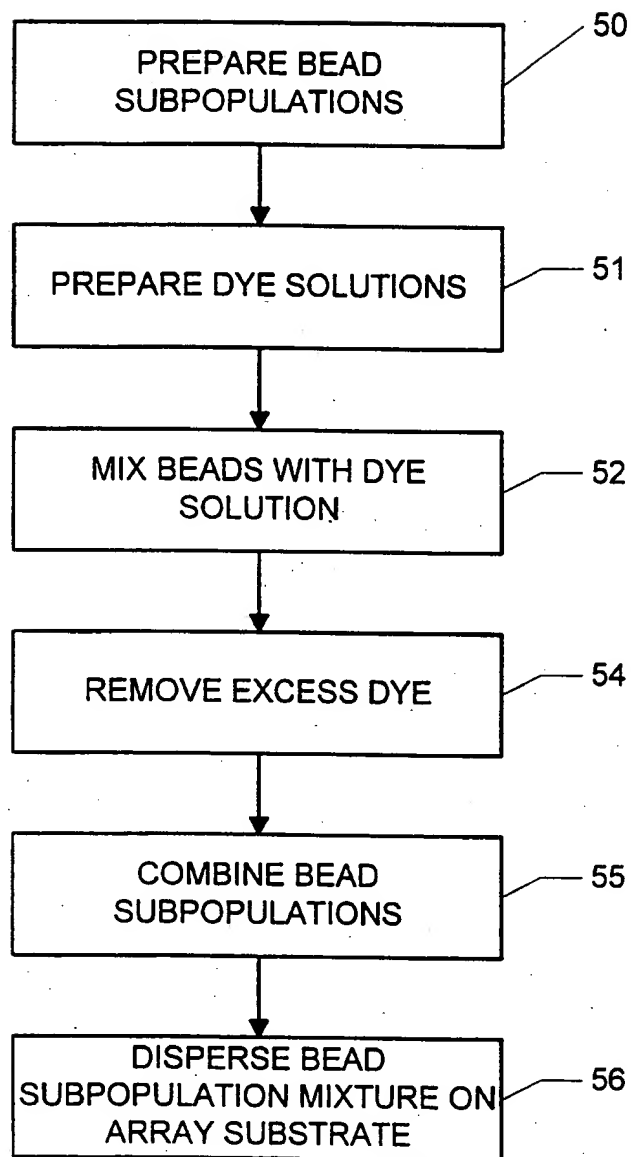 50
PREPARE BEAD
SUBPOPULATIONS
51
PREPARE DYE SOLUTIONS
52
MIX BEADS WITH DYE
SOLUTION
54
REMOVE EXCESS DYE
55
COMBINE BEAD
SUBPOPULATIONS
56
DISPERSE BEAD
SUBPOPULATION MIXTURE ON
ARRAY SUBSTRATE